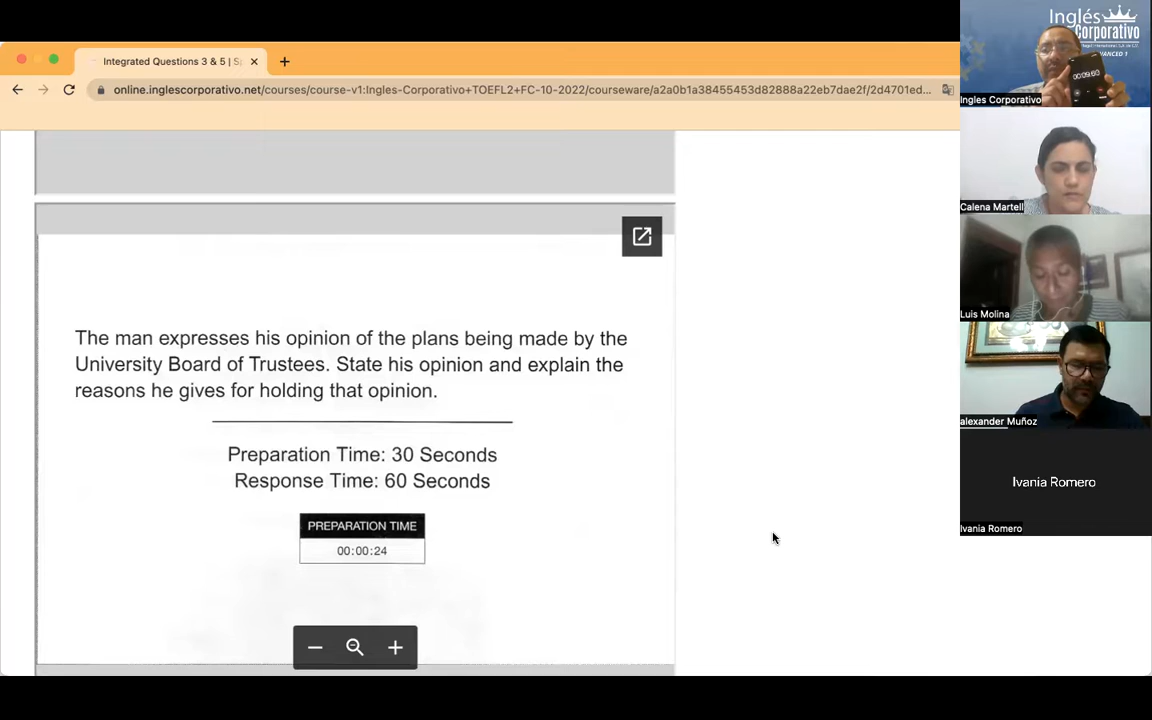 Integrated Questions 3 & 5 | S
online.inglescorporativo.net/courses/course-v1:Ingles-Corporativo+TOEFL2+FC-10-2022/courseware/a2a0b1a38455453d82888a22eb7dae2f/2d4701ed...
The man expresses his opinion of the plans being made by the
University Board of Trustees. State his opinion and explain the
reasons he gives for holding that opinion.
Preparation Time: 30 Seconds
Response Time: 60 Seconds
PREPARATION TIME
00:00:24
Inglés
Corporativo
ADVANCED 1
Ingles Corporativo
Calena Martell
Luis Molina
alexander Muñoz
Ivania Romero
Ivania Romero